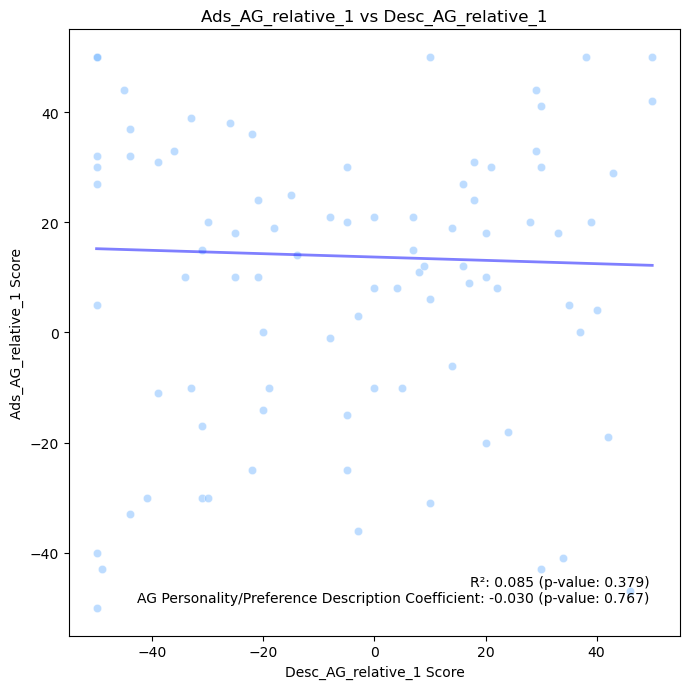 Ads_AG_relative_1 vs Desc_AG_relative_1
40
20
0
−20
−40
Ads_AG_relative_1 Score
R²: 0.085 (p-value: 0.379)
AG Personality/Preference Description Coefficient: -0.030 (p-value: 0.767)
−40 −20 0 20 40
Desc_AG_relative_1 Score